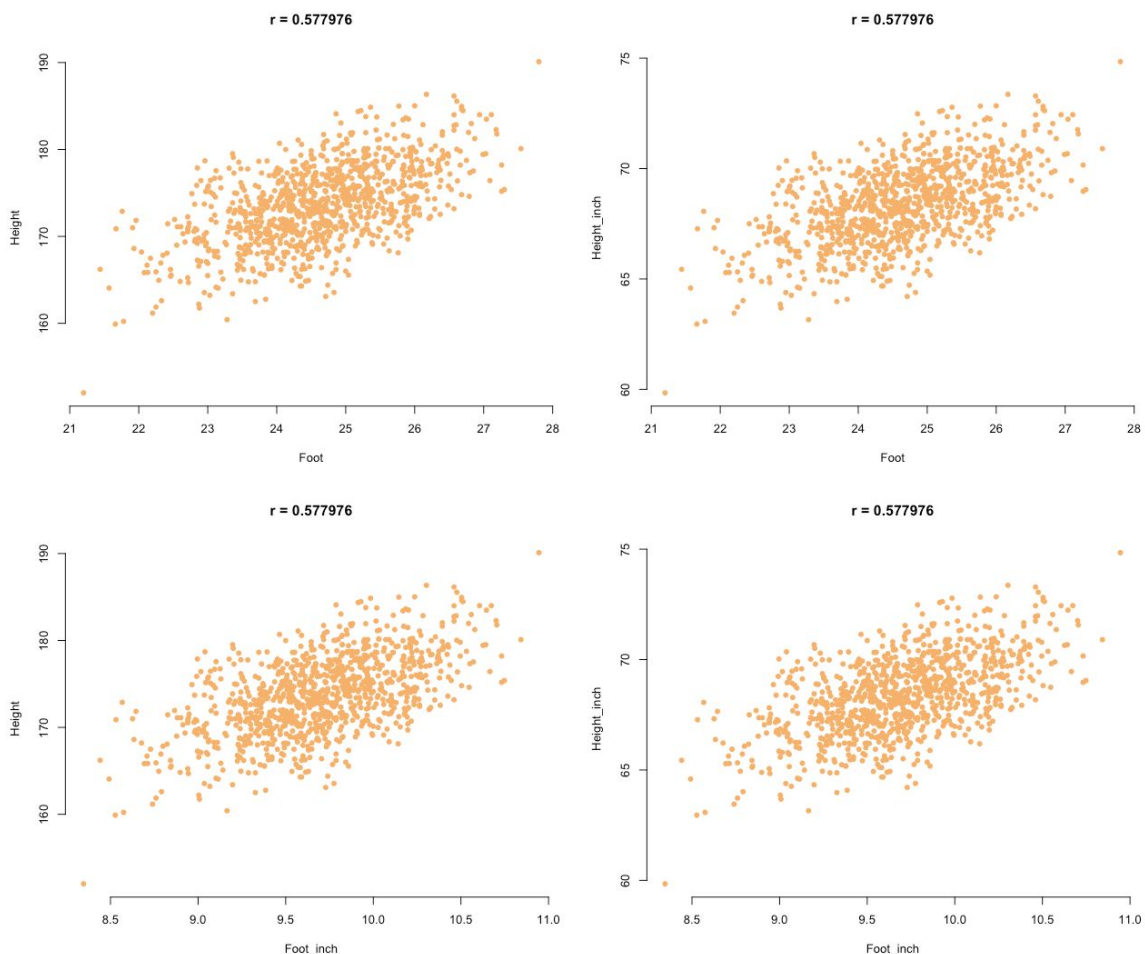 r = 0.577976
190
180
170
160
Height
21 22 23 24 25 26 27 28
Foot
r = 0.577976
75
70
65
60
Height_inch
21 22 23 24 25 26 27 28
Foot
r = 0.577976
190
180
170
160
Height
8.5 9.0 9.5 10.0 10.5 11.0
Foot_inch
r = 0.577976
75
70
65
60
Height_inch
8.5 9.0 9.5 10.0 10.5 11.0
Foot_inch